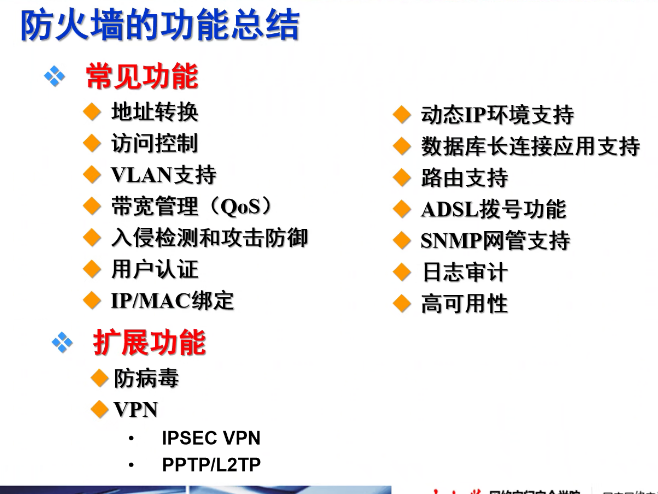 防火墙的功能总结
常见功能
地址转换
访问控制
VLAN支持
带宽管理（QoS）
入侵检测和攻击防御
用户认证
IP/MAC绑定
动态IP环境支持
数据库长连接应用支持
路由支持
ADSL拨号功能
SNMP网管支持
日志审计
高可用性
扩展功能
防病毒
VPN
• IPSEC VPN
• PPTP/L2TP